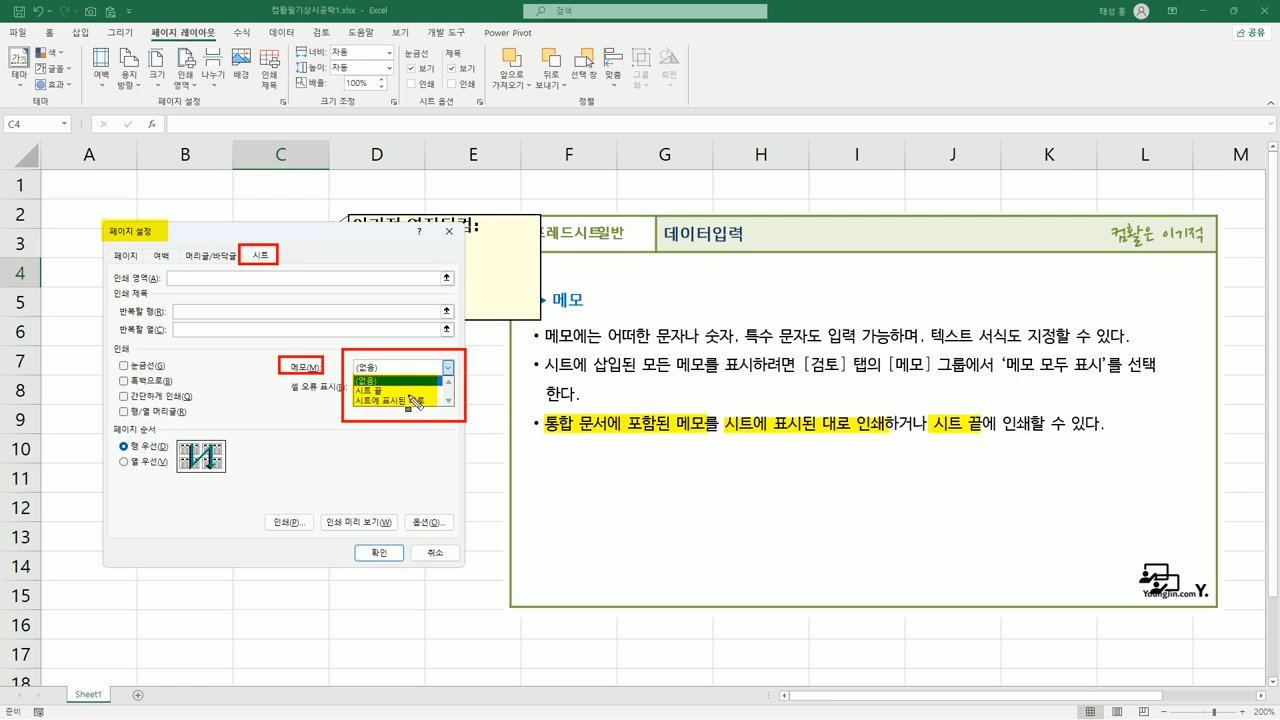 컴활필기상시공략1.xlsx - Excel
검색
태성 홍
파일 홈 삽입 그리기 페이지 레이아웃 수식 데이터 검토 도움말 보기 개발 도구 Power Pivot
공유
가가
테마
색
글꼴
효과
테마
여백
용지 방향
크기
인쇄 영역
나누기
배경
인쇄 제목
페이지 설정
너비: 자동
높이: 자동
배율: 100%
크기 조정
눈금선 제목
보기 보기
인쇄 인쇄
시트 옵션
앞으로 가져오기
뒤로 보내기
선택 창
맞춤
그룹화
회전
정렬
C4
fx
A B C D E F G H I J K L M
1
2
3
4
5
6
7
8
9
10
11
12
13
14
15
16
17
18
페이지 설정
?
페이지 여백 머리글/바닥글 시트
인쇄 영역(A):
인쇄 제목
반복할 행(R):
반복할 열(C):
인쇄
눈금선(G)
흑백으로(B)
간단하게 인쇄(Q)
행/열 머리글(R)
메모(M): (없음)
셀 오류 표시(E):
(없음)
시트 끝
시트에 표시된
페이지 순서
행 우선(D)
열 우선(V)
인쇄(P)... 인쇄 미리 보기(W) 옵션(O)...
확인 취소
프레드시트일반
데이터입력
컴활은 이기적
메모
• 메모에는 어떠한 문자나 숫자, 특수 문자도 입력 가능하며, 텍스트 서식도 지정할 수 있다.
• 시트에 삽입된 모든 메모를 표시하려면 [검토] 탭의 [메모] 그룹에서 ‘메모 모두 표시’를 선택
한다.
• 통합 문서에 포함된 메모를 시트에 표시된 대로 인쇄하거나 시트 끝에 인쇄할 수 있다.
YoungJin.com Y.
Sheet1
준비
200%